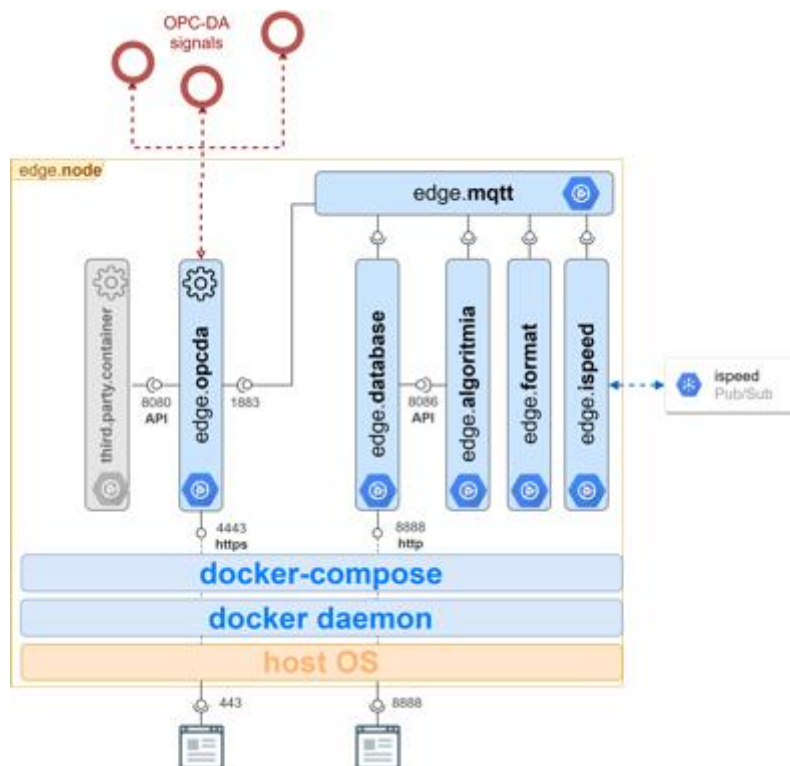 OPC-DA
signals
edge.node
edge.mqtt
third.party.container
edge.opcda
edge.database
edge.algoritmia
edge.format
edge.ispeed
8080
API
1883
8086
API
ispeed
Pub/Sub
4443
https
8888
http
docker-compose
docker daemon
host OS
443
8888